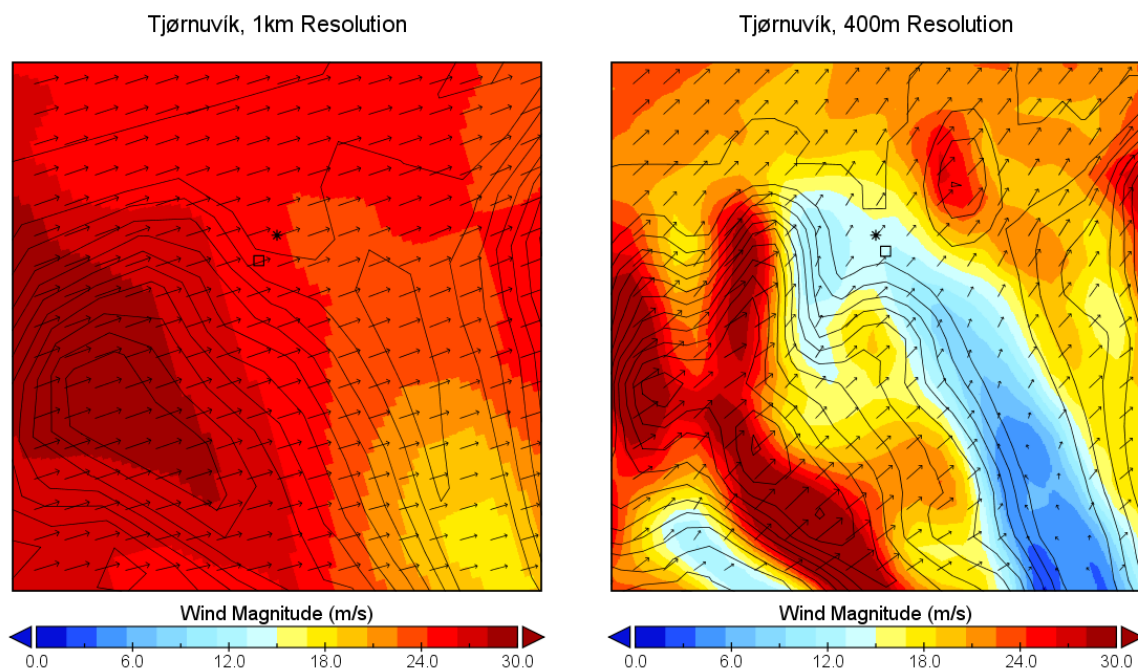 Tjørnuvík, 1km Resolution
Tjørnuvík, 400m Resolution
Wind Magnitude (m/s)
0.0 6.0 12.0 18.0 24.0 30.0
Wind Magnitude (m/s)
0.0 6.0 12.0 18.0 24.0 30.0